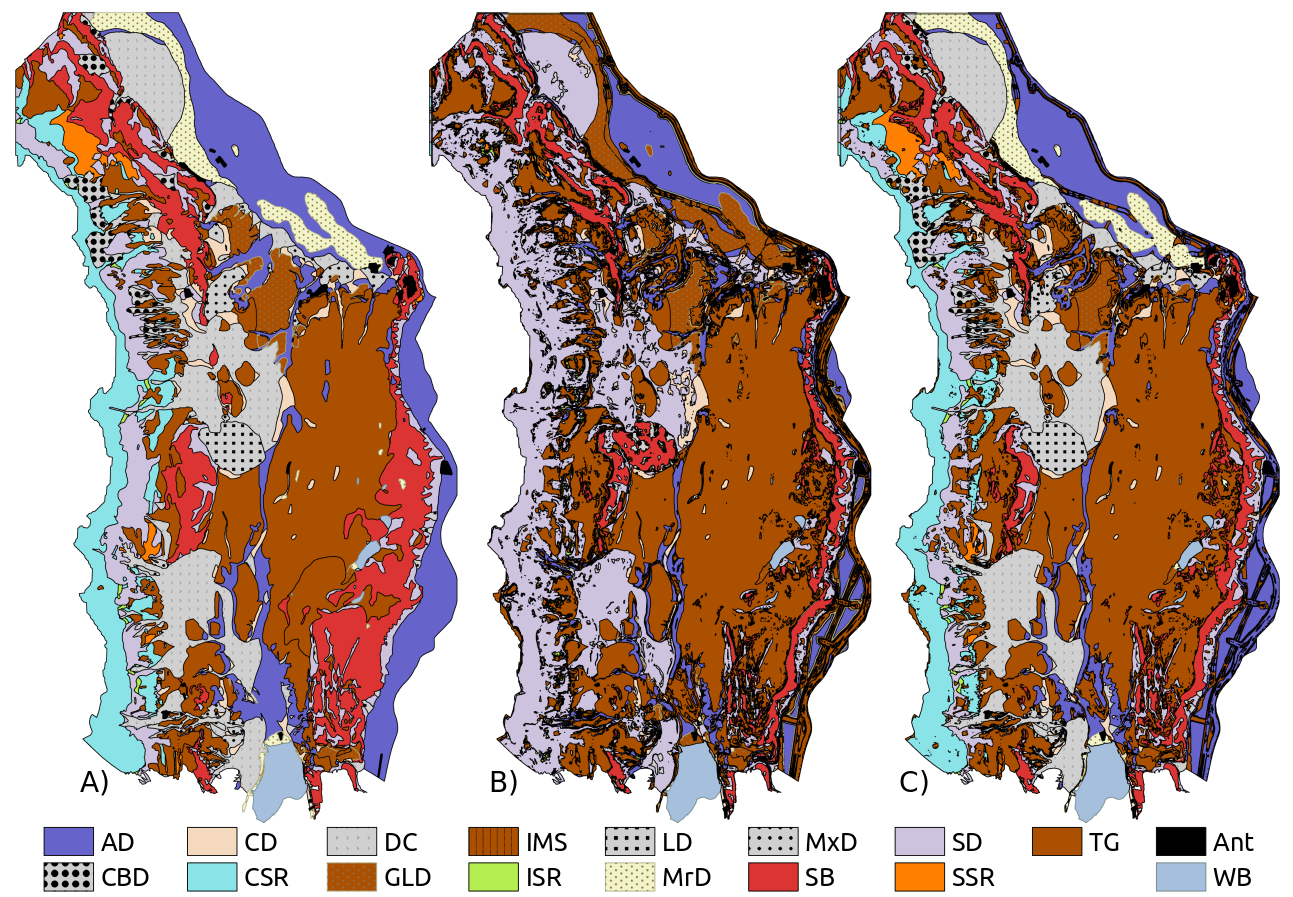 A) B) C)
AD CD DC IMS LD MxD SD TG Ant
CBD CSR GLD ISR MrD SB SSR WB